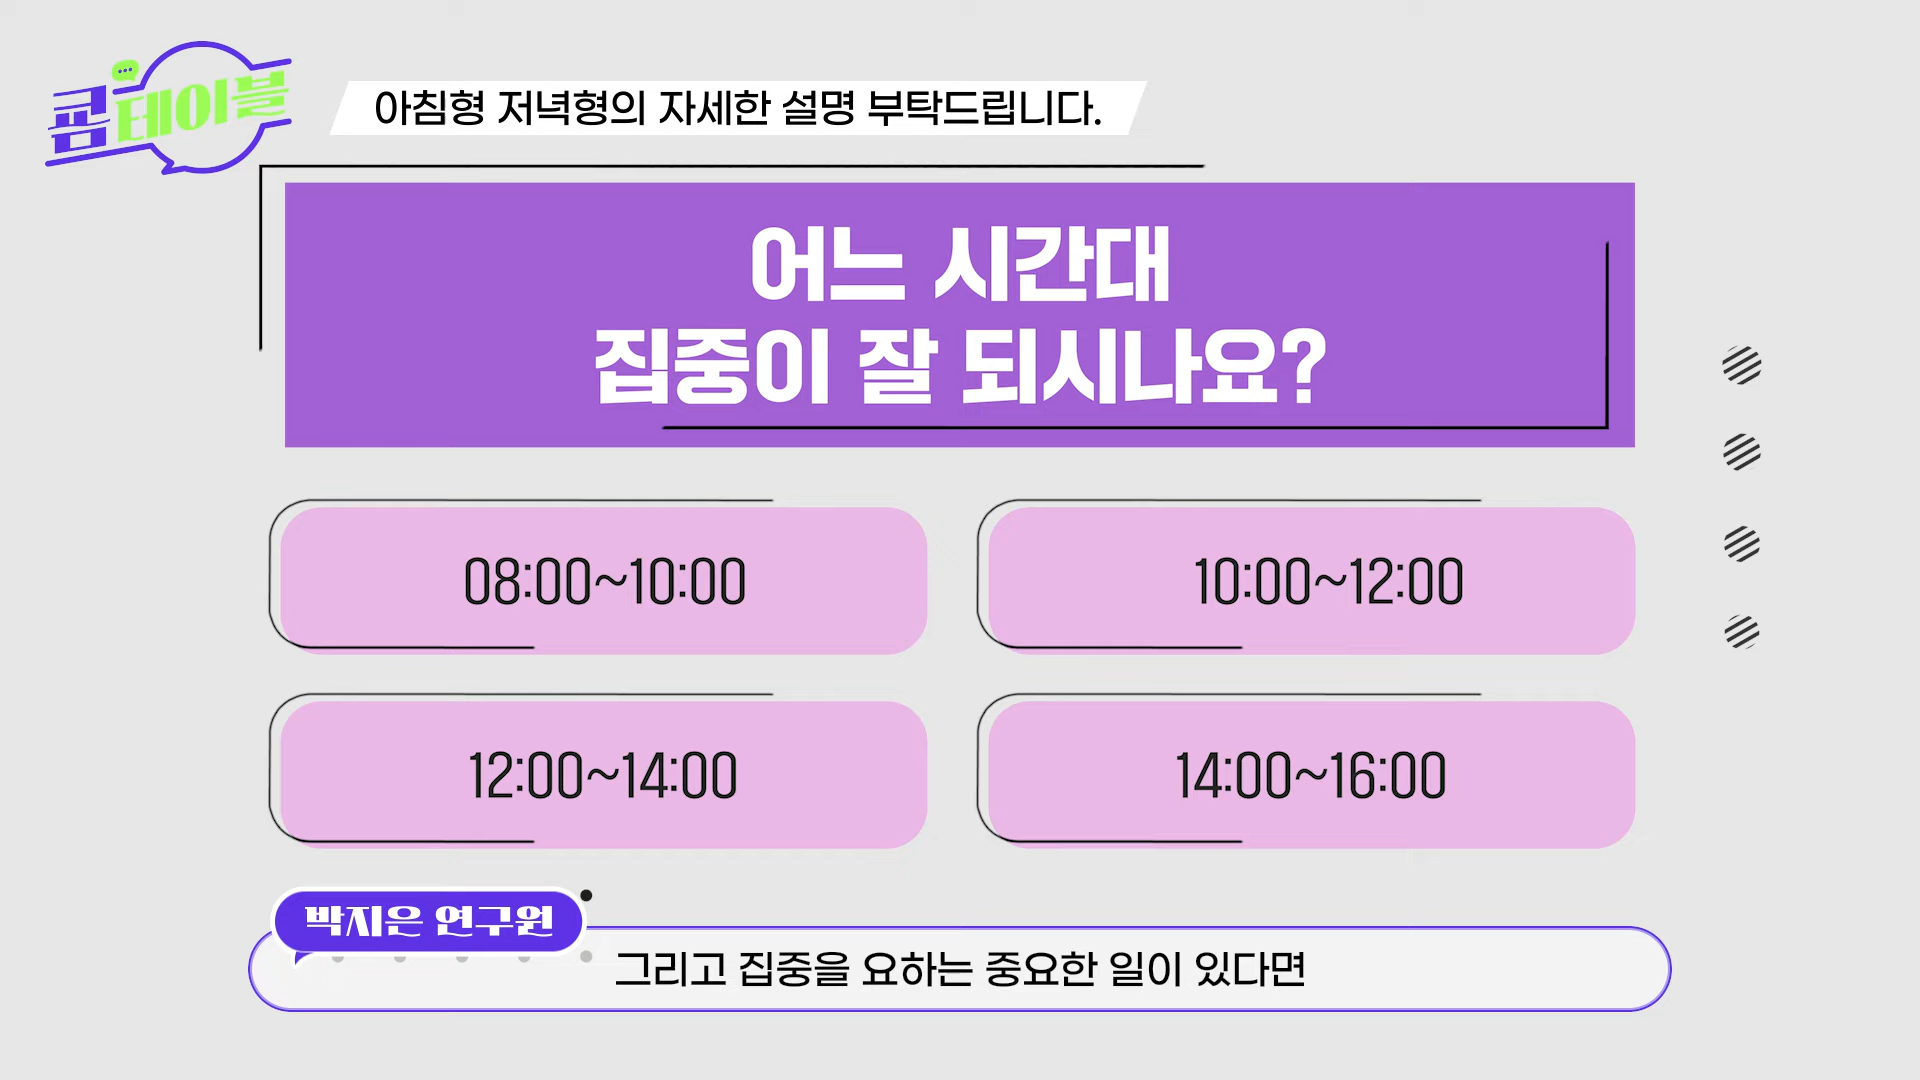 콤테이블
아침형 저녁형의 자세한 설명 부탁드립니다.
어느 시간대
집중이 잘 되시나요?
08:00~10:00
10:00~12:00
12:00~14:00
14:00~16:00
박지은 연구원
그리고 집중을 요하는 중요한 일이 있다면